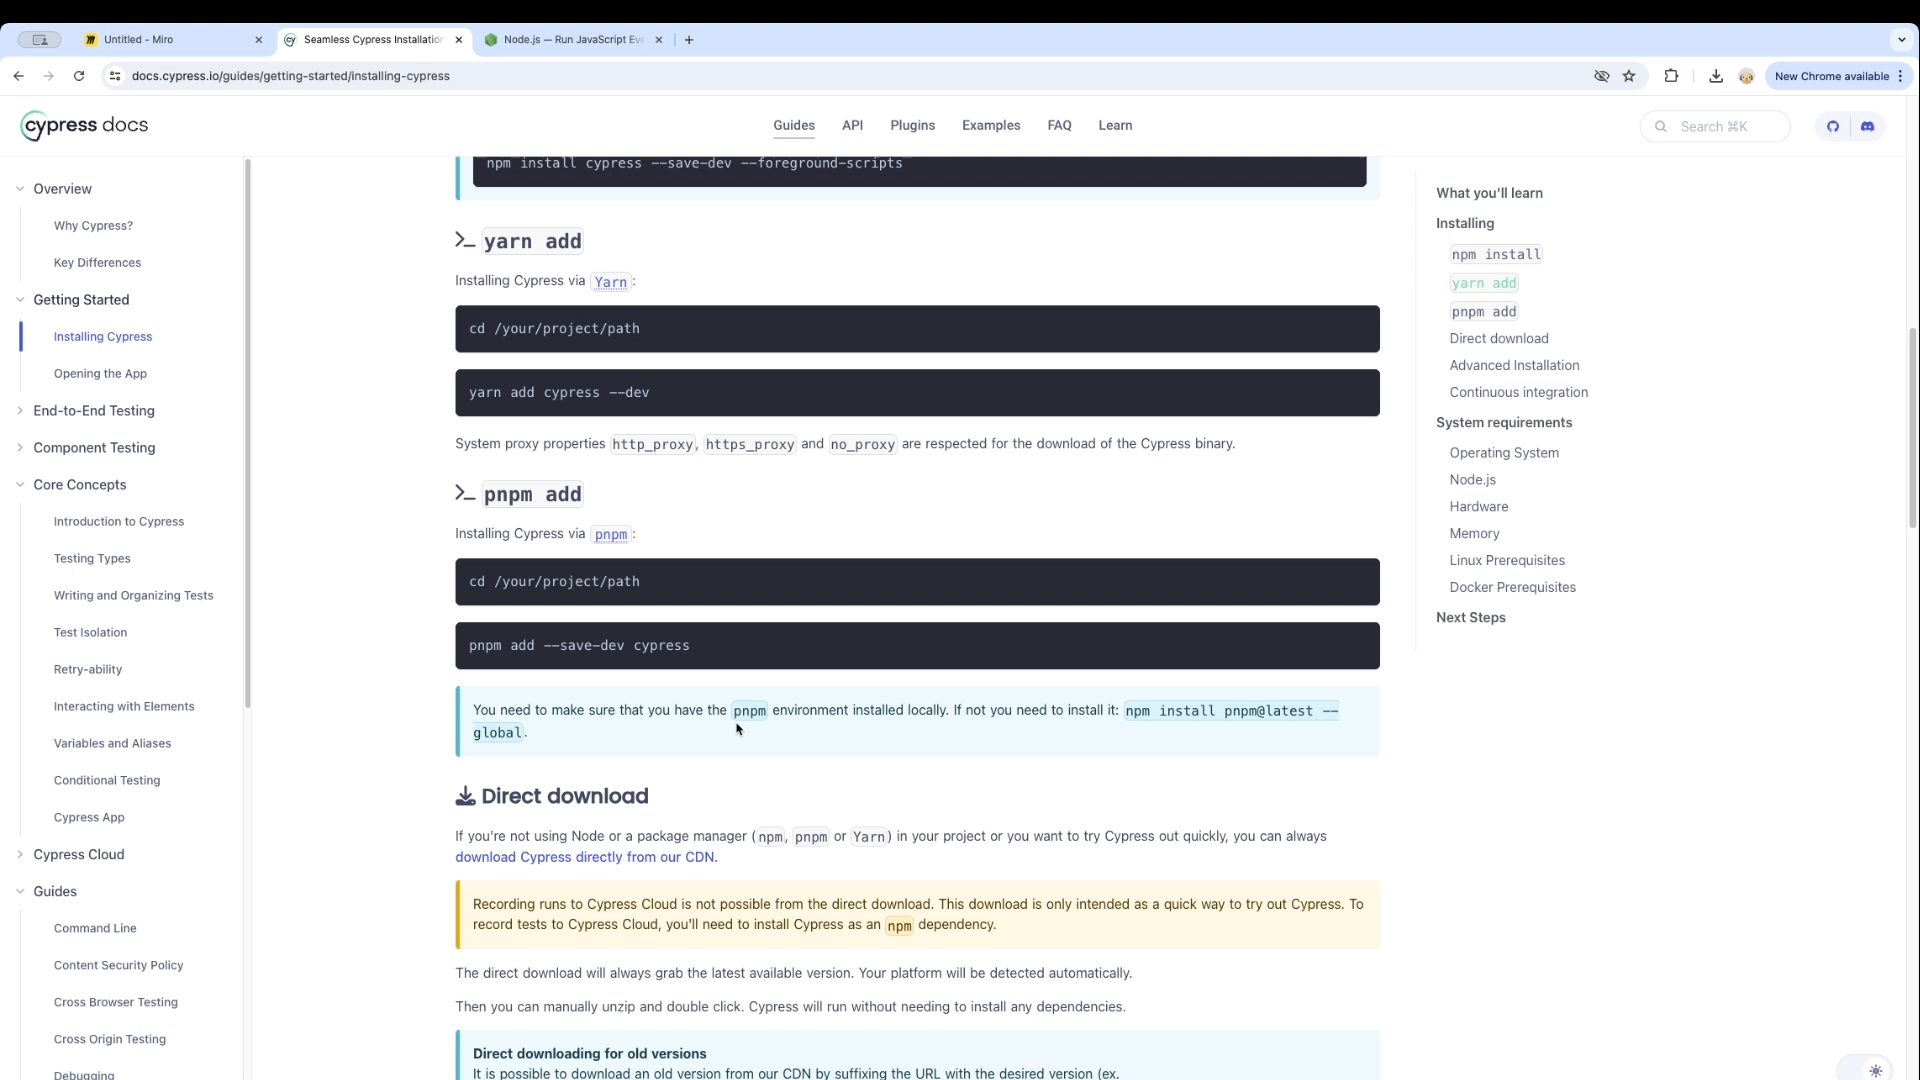 Untitled - Miro
Seamless Cypress Installation
Node.js — Run JavaScript Eve
docs.cypress.io/guides/getting-started/installing-cypress
New Chrome available
cypress docs
Guides
API
Plugins
Examples
FAQ
Learn
Search ⌘K
Overview
Why Cypress?
Key Differences
Getting Started
Installing Cypress
Opening the App
End-to-End Testing
Component Testing
Core Concepts
Introduction to Cypress
Testing Types
Writing and Organizing Tests
Test Isolation
Retry-ability
Interacting with Elements
Variables and Aliases
Conditional Testing
Cypress App
Cypress Cloud
Guides
Command Line
Content Security Policy
Cross Browser Testing
Cross Origin Testing
Debugging
npm install cypress --save-dev --foreground-scripts
yarn add
Installing Cypress via Yarn:
cd /your/project/path
yarn add cypress --dev
System proxy properties http_proxy, https_proxy and no_proxy are respected for the download of the Cypress binary.
pnpm add
Installing Cypress via pnpm:
cd /your/project/path
pnpm add --save-dev cypress
You need to make sure that you have the pnpm environment installed locally. If not you need to install it: npm install pnpm@latest --
global.
Direct download
If you're not using Node or a package manager (npm, pnpm or Yarn) in your project or you want to try Cypress out quickly, you can always
download Cypress directly from our CDN.
Recording runs to Cypress Cloud is not possible from the direct download. This download is only intended as a quick way to try out Cypress. To
record tests to Cypress Cloud, you'll need to install Cypress as an npm dependency.
The direct download will always grab the latest available version. Your platform will be detected automatically.
Then you can manually unzip and double click. Cypress will run without needing to install any dependencies.
Direct downloading for old versions
It is possible to download an old version from our CDN by suffixing the URL with the desired version (ex.
What you'll learn
Installing
npm install
yarn add
pnpm add
Direct download
Advanced Installation
Continuous integration
System requirements
Operating System
Node.js
Hardware
Memory
Linux Prerequisites
Docker Prerequisites
Next Steps